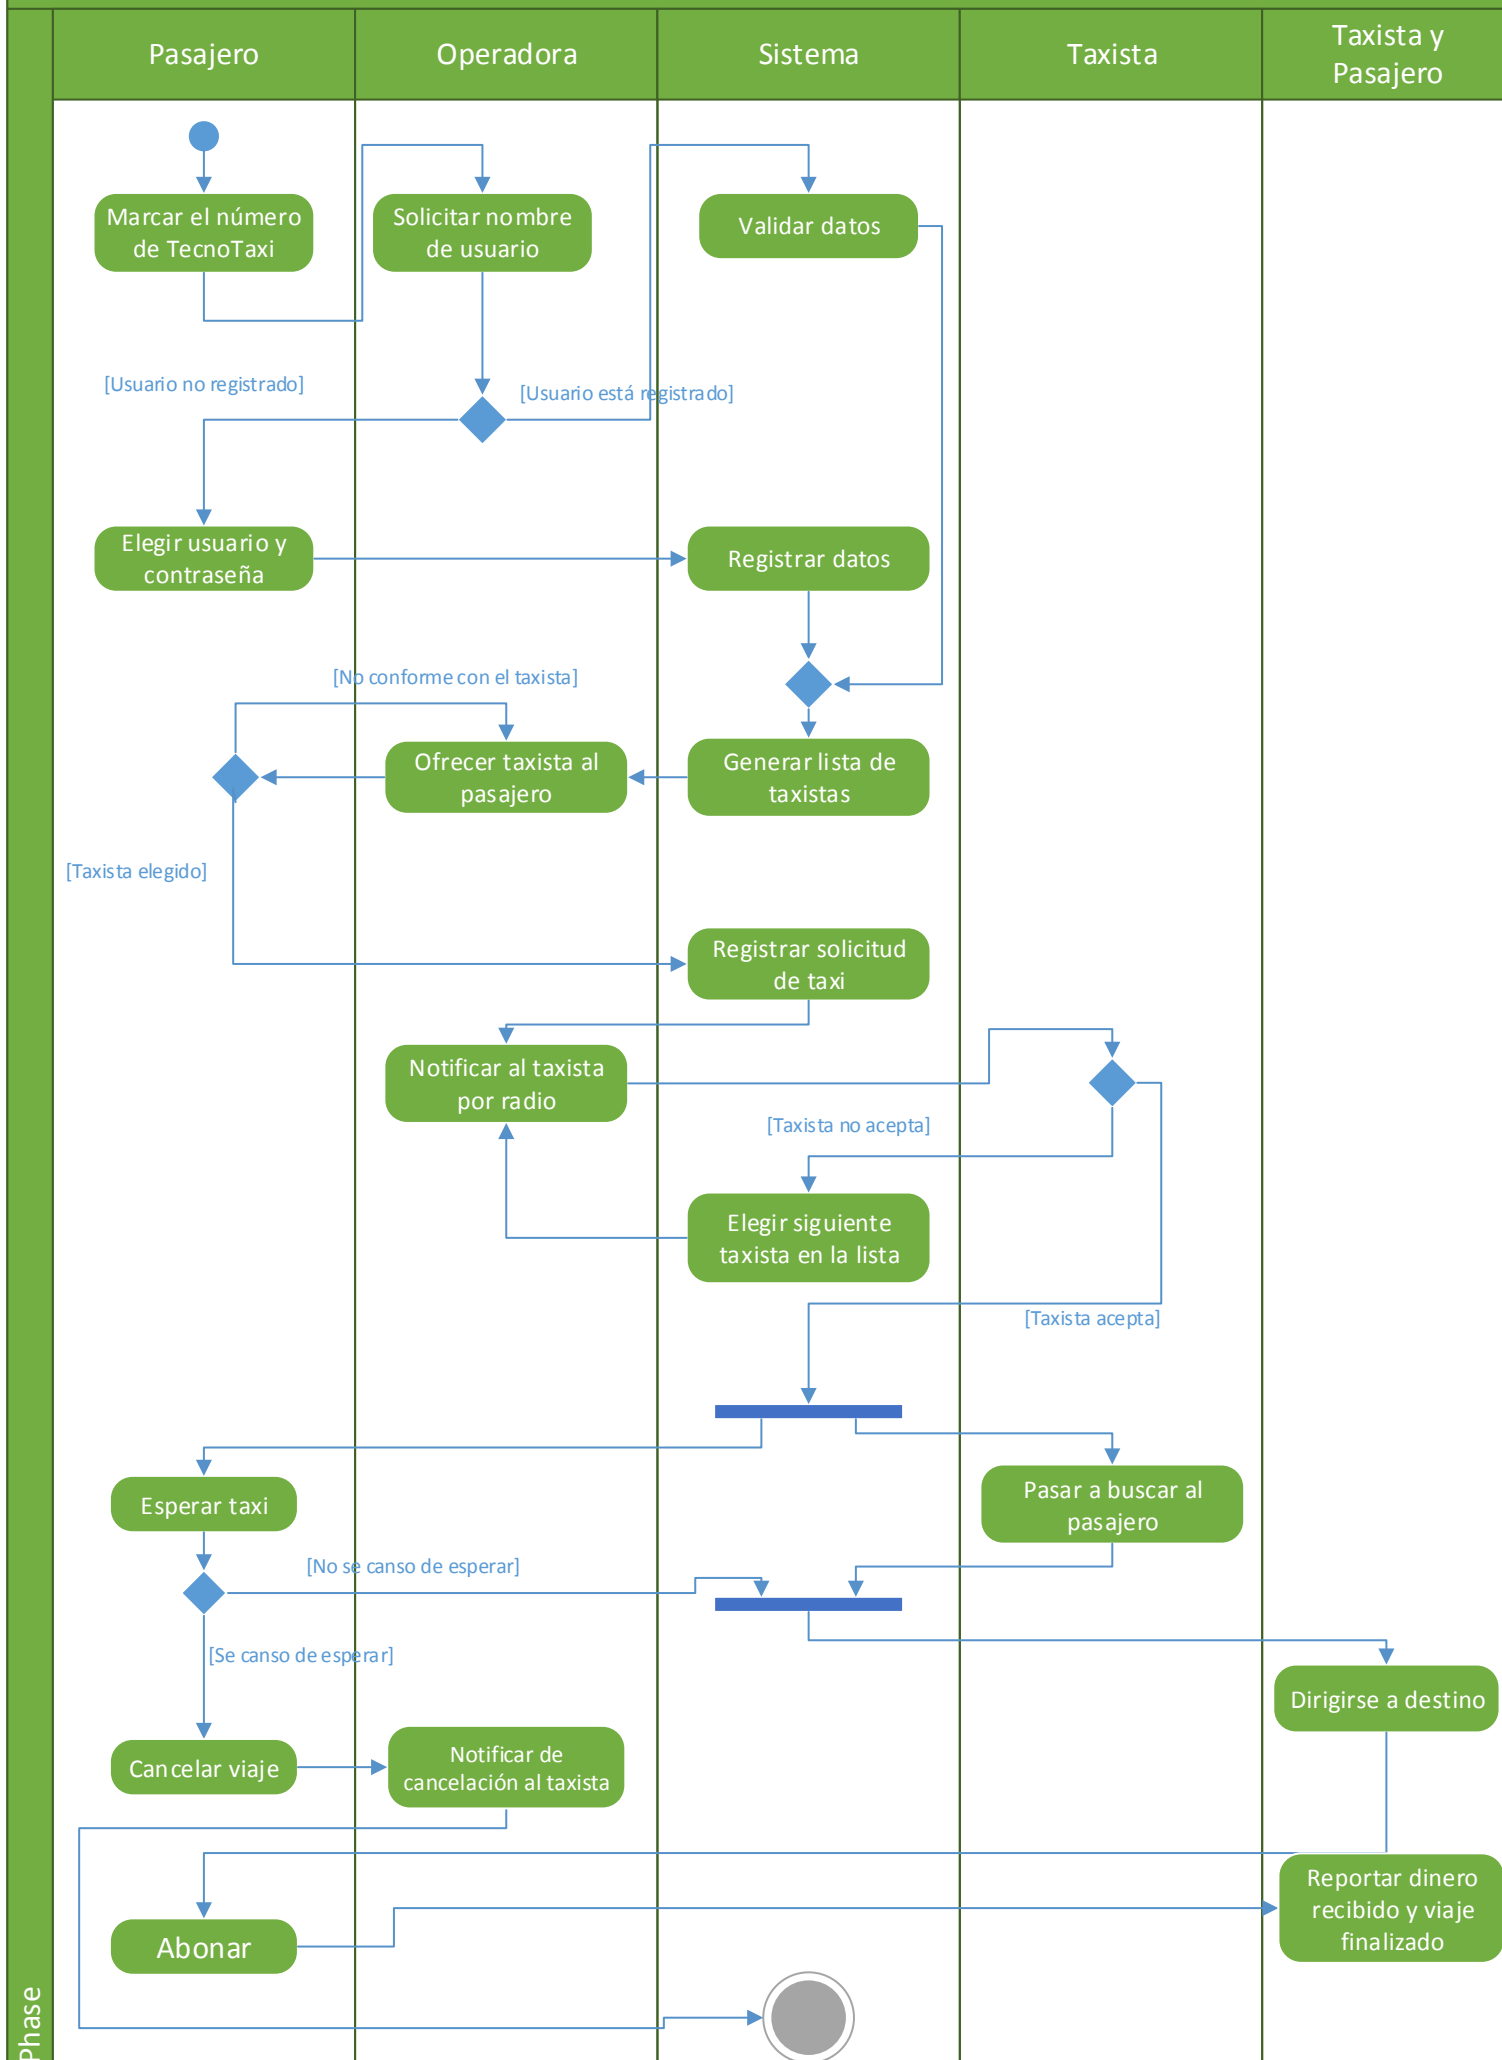 Pasajero
Operadora
Sistema
Taxista
Taxista y
Pasajero
Marcar el número
de TecnoTaxi
Solicitar nombre
de usuario
Validar datos
[Usuario no registrado]
[Usuario está registrado]
Elegir usuario y
contraseña
Registrar datos
[No conforme con el taxista]
Ofrecer taxista al
pasajero
Generar lista de
taxistas
[Taxista elegido]
Registrar solicitud
de taxi
Notificar al taxista
por radio
[Taxista no acepta]
Elegir siguiente
taxista en la lista
[Taxista acepta]
Esperar taxi
Pasar a buscar al
pasajero
[No se canso de esperar]
[Se canso de esperar]
Dirigirse a destino
Cancelar viaje
Notificar de
cancelación al taxista
Reportar dinero
recibido y viaje
finalizado
Abonar
Phase